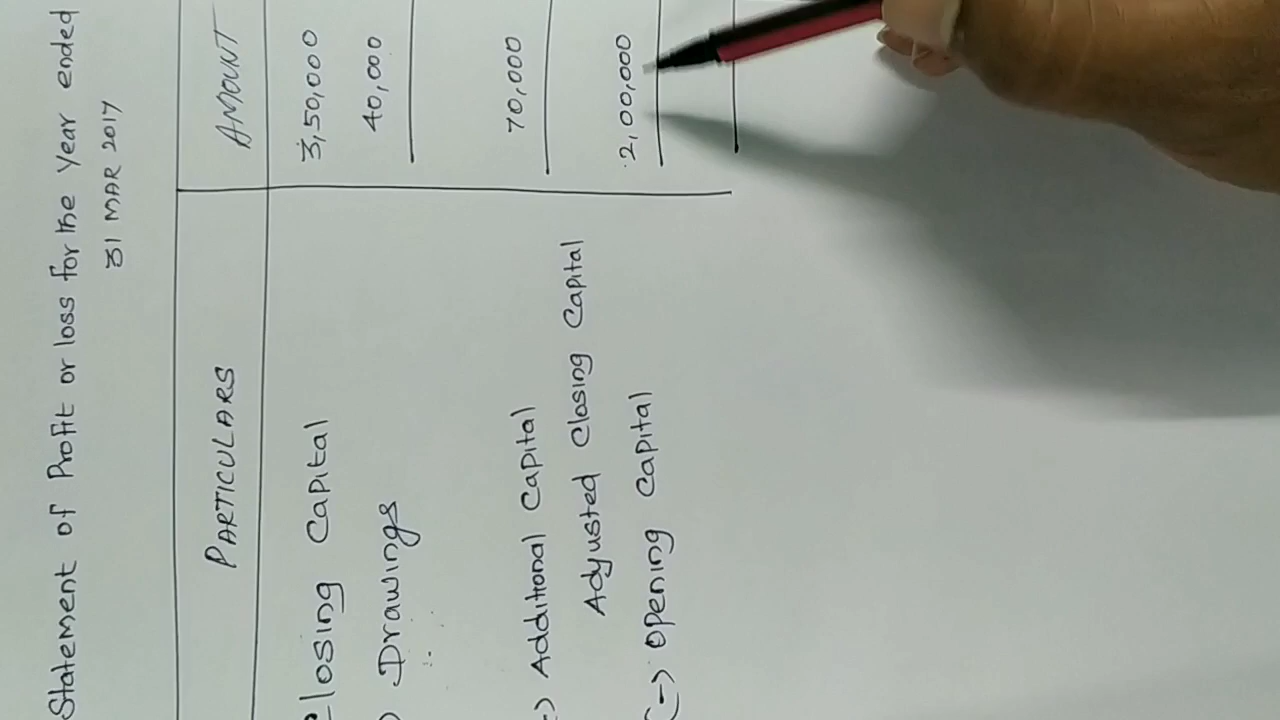 Statement of Profit or loss for the Year ended
31 MAR 2017
PARTICULARS AMOUNT
Closing Capital 3,50,000
) Drawings 40,000
-) Additional Capital 70,000
Adjusted Closing Capital
(-) Opening Capital 2,00,000